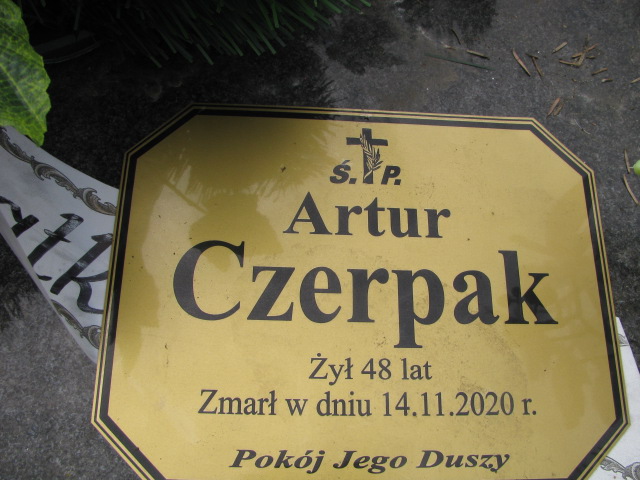 Ś. P.
Artur
Czerpak
Żył 48 lat
Zmarł w dniu 14.11.2020 r.
Pokój Jego Duszy